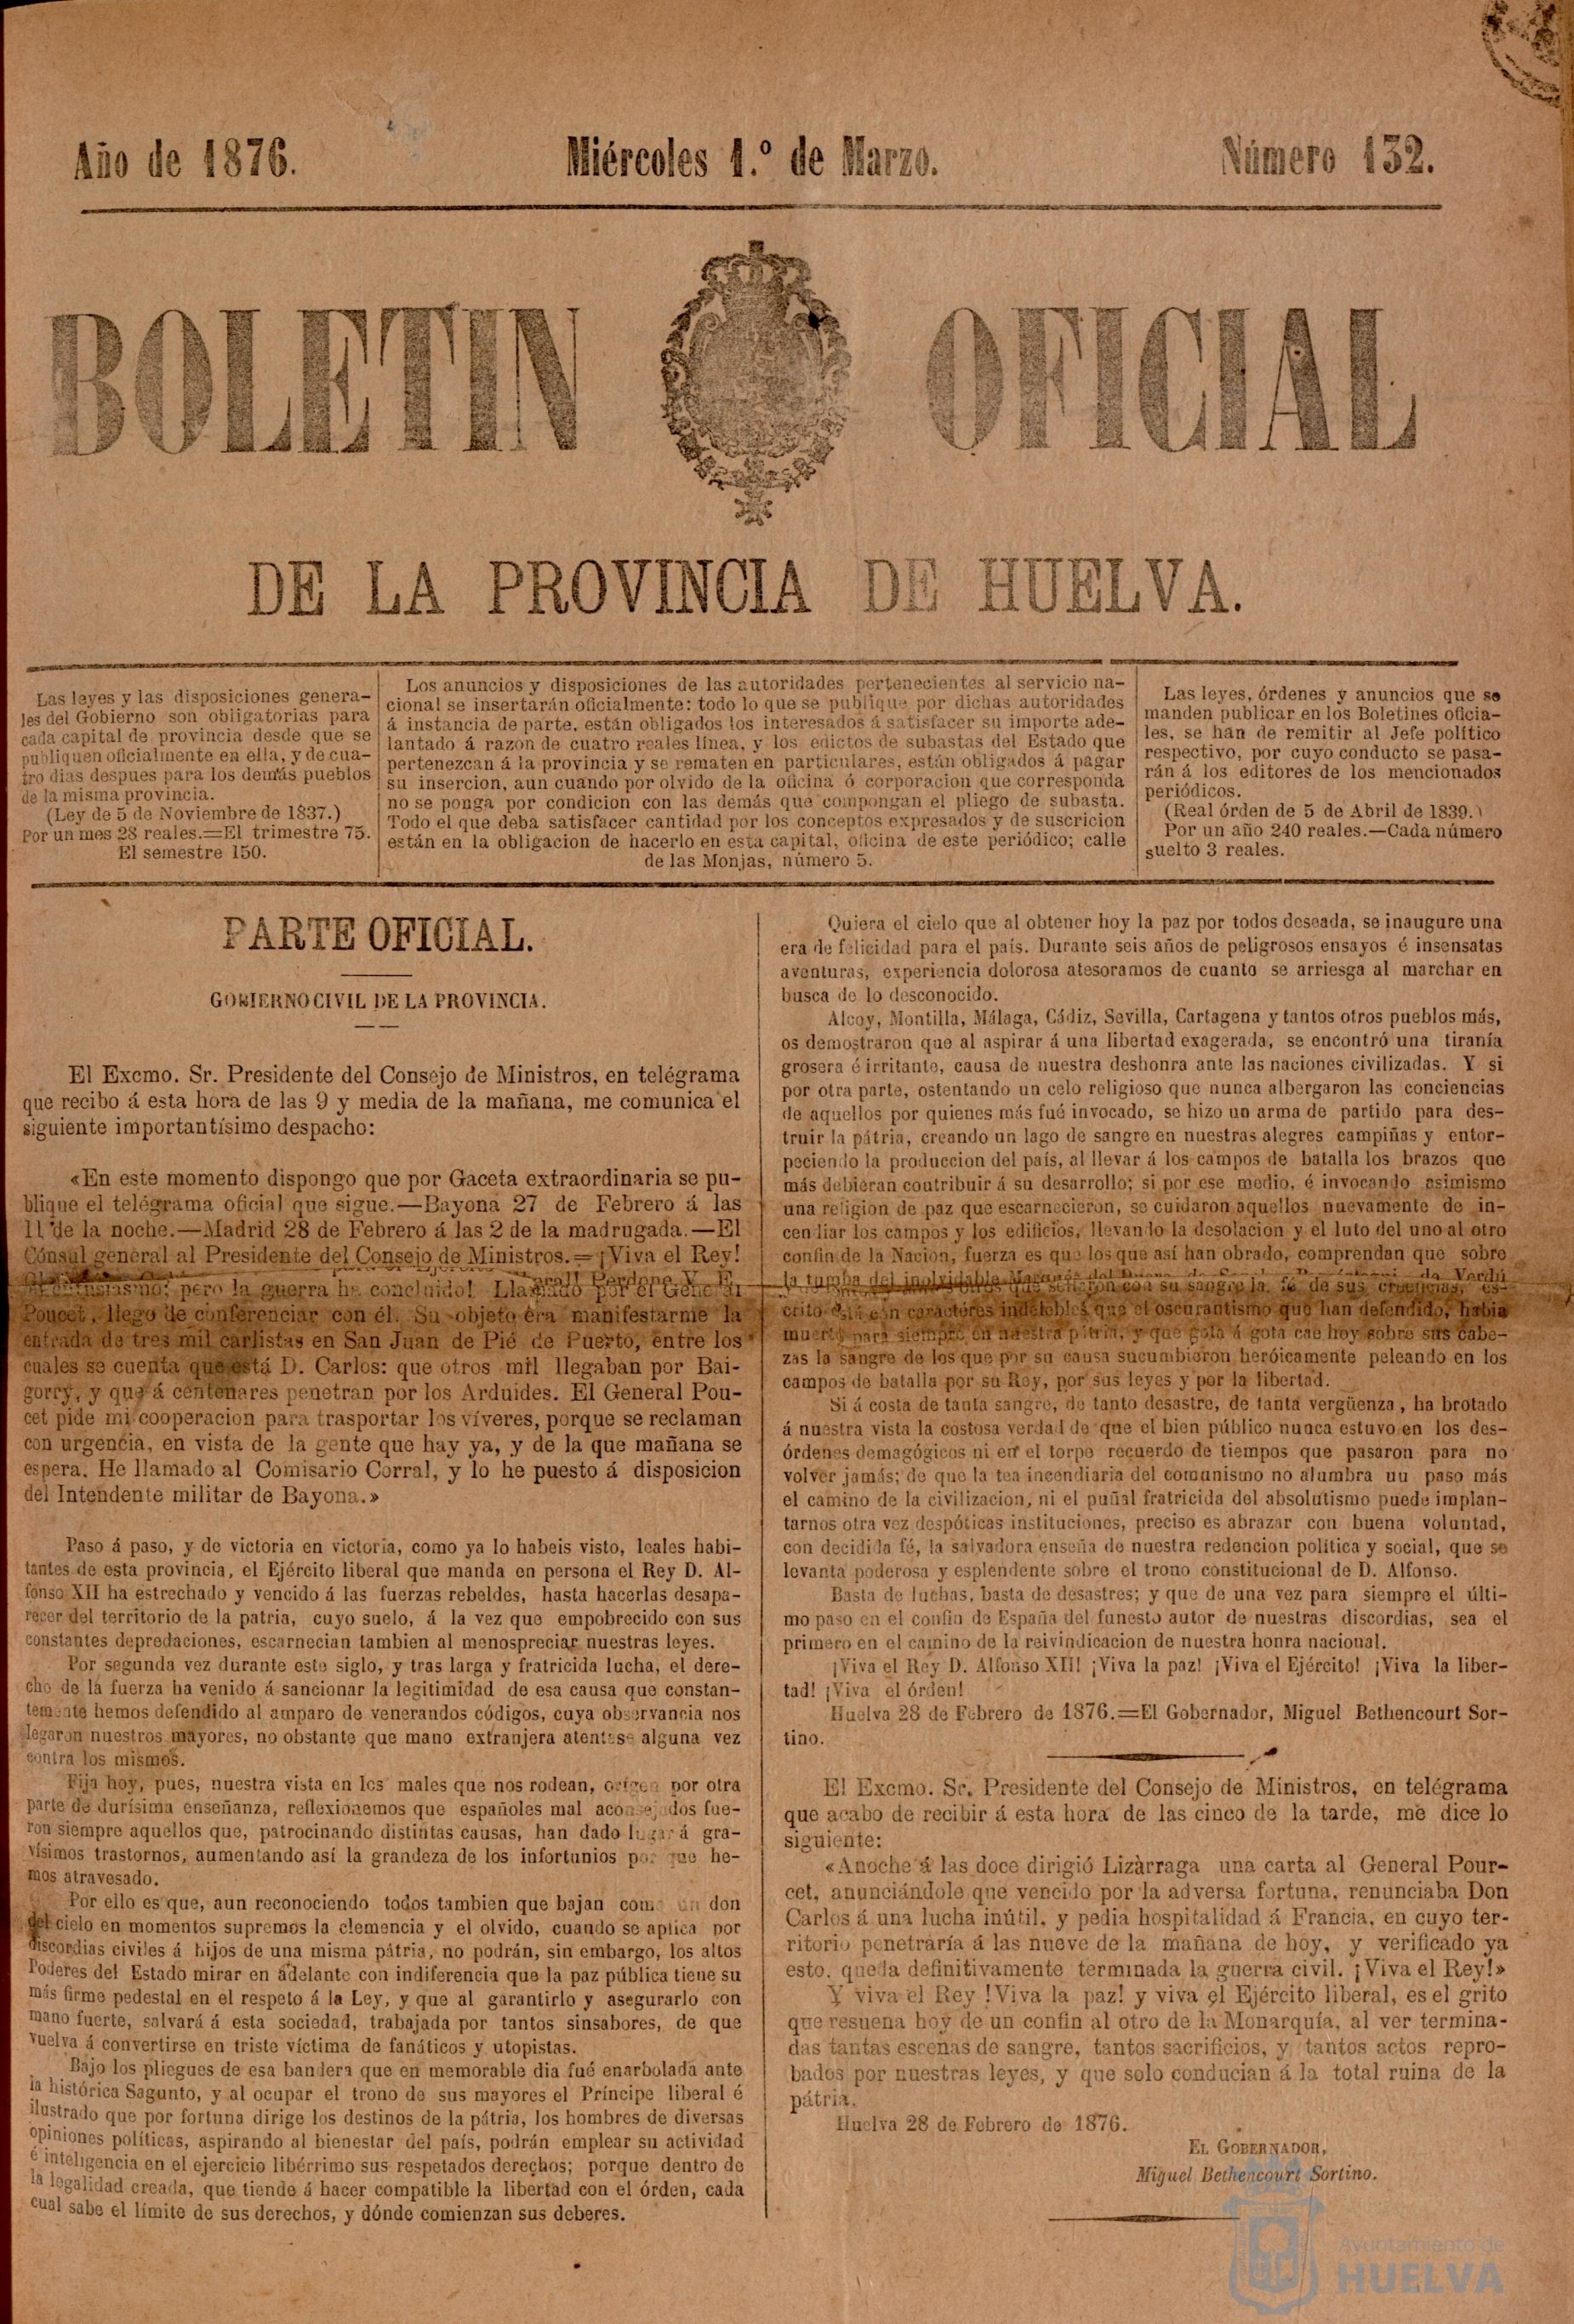 Año de 1876.
Miércoles 1.º de Marzo.
Número 132.
BOLETIN OFICIAL
DE LA PROVINCIA DE HUELVA.
Las leyes y las disposiciones genera-
les del Gobierno son obligatorias para
cada capital de provincia desde que se
publiquen oficialmente en ella, y de cua-
tro dias despues para los demás pueblos
de la misma provincia.
(Ley de 5 de Noviembre de 1837.)
Por un mes 28 reales.=El trimestre 75.
El semestre 150.
Los anuncios y disposiciones de las autoridades pertenecientes al servicio na-
cional se insertarán oficialmente: todo lo que se publique por dichas autoridades
á instancia de parte, están obligados los interesados á satisfacer su importe ade-
lantado á razon de cuatro reales línea, y los edictos de subastas del Estado que
pertenezcan á la provincia y se rematen en particulares, están obligados á pagar
su insercion, aun cuando por olvido de la oficina ó corporacion que corresponda
no se ponga por condicion con las demás que compongan el pliego de subasta.
Todo el que deba satisfacer cantidad por los conceptos expresados y de suscricion
están en la obligacion de hacerlo en esta capital, oficina de este periódico; calle
de las Monjas, número 5.
Las leyes, órdenes y anuncios que se
manden publicar en los Boletines oficia-
les, se han de remitir al Jefe político
respectivo, por cuyo conducto se pasa-
rán á los editores de los mencionados
periódicos.
(Real órden de 5 de Abril de 1839.)
Por un año 240 reales.—Cada número
suelto 3 reales.
PARTE OFICIAL.
GOBIERNO CIVIL DE LA PROVINCIA.
El Excmo. Sr. Presidente del Consejo de Ministros, en telégrama
que recibo á esta hora de las 9 y media de la mañana, me comunica el
siguiente importantísimo despacho:
«En este momento dispongo que por Gaceta extraordinaria se pu-
blique el telégrama oficial que sigue.—Bayona 27 de Febrero á las
11 de la noche.—Madrid 28 de Febrero á las 2 de la madrugada.—El
Cónsul general al Presidente del Consejo de Ministros.=¡Viva el Rey!
Perdone V. E.
entusiasmo; pero la guerra ha concluido! Llamado por el General
Poucet, llego de conferenciar con él. Su objeto era manifestarme la
entrada de tres mil carlistas en San Juan de Pié de Puerto, entre los
cuales se cuenta que está D. Carlos: que otros mil llegaban por Bai-
gorry, y que á centenares penetran por los Arduides. El General Pou-
cet pide mi cooperacion para trasportar los víveres, porque se reclaman
con urgencia, en vista de la gente que hay ya, y de la que mañana se
espera. He llamado al Comisario Corral, y lo he puesto á disposicion
del Intendente militar de Bayona.»
Paso á paso, y de victoria en victoria, como ya lo habeis visto, leales habi-
tantes de esta provincia, el Ejército liberal que manda en persona el Rey D. Al-
fonso XII ha estrechado y vencido á las fuerzas rebeldes, hasta hacerlas desapa-
recer del territorio de la patria, cuyo suelo, á la vez que empobrecido con sus
constantes depredaciones, escarnecian tambien al menospreciar nuestras leyes.
Por segunda vez durante este siglo, y tras larga y fratricida lucha, el dere-
cho de la fuerza ha venido á sancionar la legitimidad de esa causa que constan-
temente hemos defendido al amparo de venerandos códigos, cuya observancia nos
legaron nuestros mayores, no obstante que mano extranjera atentase alguna vez
contra los mismos.
Fija hoy, pues, nuestra vista en los males que nos rodean, origen por otra
parte de durísima enseñanza, reflexionemos que españoles mal aconsejados fue-
ron siempre aquellos que, patrocinando distintas causas, han dado lugar á gra-
vísimos trastornos, aumentando así la grandeza de los infortunios por que he-
mos atravesado.
Por ello es que, aun reconociendo todos tambien que bajan como un don
del cielo en momentos supremos la clemencia y el olvido, cuando se aplica por
discordias civiles á hijos de una misma pátria, no podrán, sin embargo, los altos
Poderes del Estado mirar en adelante con indiferencia que la paz pública tiene su
más firme pedestal en el respeto á la Ley, y que al garantirlo y asegurarlo con
mano fuerte, salvará á esta sociedad, trabajada por tantos sinsabores, de que
vuelva á convertirse en triste víctima de fanáticos y utopistas.
Bajo los pliegues de esa bandera que en memorable dia fué enarbolada ante
la histórica Sagunto, y al ocupar el trono de sus mayores el Príncipe liberal é
ilustrado que por fortuna dirige los destinos de la pátria, los hombres de diversas
opiniones políticas, aspirando al bienestar del país, podrán emplear su actividad
é inteligencia en el ejercicio libérrimo sus respetados derechos; porque dentro de
la legalidad creada, que tiende á hacer compatible la libertad con el órden, cada
cual sabe el límite de sus derechos, y dónde comienzan sus deberes.
Quiera el cielo que al obtener hoy la paz por todos deseada, se inaugure una
era de felicidad para el país. Durante seis años de peligrosos ensayos é insensatas
aventuras, experiencia dolorosa atesoramos de cuanto se arriesga al marchar en
busca de lo desconocido.
Alcoy, Montilla, Málaga, Cádiz, Sevilla, Cartagena y tantos otros pueblos más,
os demostraron que al aspirar á una libertad exagerada, se encontró una tiranía
grosera é irritante, causa de nuestra deshonra ante las naciones civilizadas. Y si
por otra parte, ostentando un celo religioso que nunca albergaron las conciencias
de aquellos por quienes más fué invocado, se hizo un arma de partido para des-
truir la pátria, creando un lago de sangre en nuestras alegres campiñas y entor-
peciendo la produccion del país, al llevar á los campos de batalla los brazos que
más debieran coutribuir á su desarrollo; si por ese medio, é invocando asimismo
una religion de paz que escarnecieron, se cuidaron aquellos nuevamente de in-
cendiar los campos y los edificios, llevando la desolacion y el luto del uno al otro
confin de la Nacion, fuerza es que los que así han obrado, comprendan que sobre
la tumba del inolvidable Marqués del Duero, de Verdú
otros que sellaron con su sangre la fé de sus creencias, es-
crito está con caractéres indelebles que el oscurantismo que han defendido, habia
muerto para siempre en nuestra pátria, y que gota á gota cae hoy sobre sus cabe-
zas la sangre de los que por su causa sucumbieron heróicamente peleando en los
campos de batalla por su Rey, por sus leyes y por la libertad.
Si á costa de tanta sangre, de tanto desastre, de tanta vergüenza, ha brotado
á nuestra vista la costosa verdad de que el bien público nunca estuvo en los des-
órdenes demagógicos ni en el torpe recuerdo de tiempos que pasaron para no
volver jamás; de que la tea incendiaria del comunismo no alumbra uu paso más
el camino de la civilizacion, ni el puñal fratricida del absolutismo puede implan-
tarnos otra vez despóticas instituciones, preciso es abrazar con buena voluntad,
con decidida fé, la salvadora enseña de nuestra redencion política y social, que se
levanta poderosa y esplendente sobre el trono constitucional de D. Alfonso.
Basta de luchas, basta de desastres; y que de una vez para siempre el últi-
mo paso en el confin de España del funesto autor de nuestras discordias, sea el
primero en el camino de la reivindicacion de nuestra honra nacional.
¡Viva el Rey D. Alfonso XII! ¡Viva la paz! ¡Viva el Ejército! ¡Viva la liber-
tad! ¡Viva el órden!
Huelva 28 de Febrero de 1876.=El Gobernador, Miguel Bethencourt Sor-
tino.
El Excmo. Sr. Presidente del Consejo de Ministros, en telégrama
que acabo de recibir á esta hora de las cinco de la tarde, me dice lo
siguiente:
«Anoche á las doce dirigió Lizàrraga una carta al General Pour-
cet, anunciándole que vencido por la adversa fortuna, renunciaba Don
Carlos á una lucha inútil, y pedia hospitalidad á Francia, en cuyo ter-
ritorio penetraría á las nueve de la mañana de hoy, y verificado ya
esto, queda definitivamente terminada la guerra civil. ¡Viva el Rey!»
Y viva el Rey !Viva la paz! y viva el Ejército liberal, es el grito
que resuena hoy de un confin al otro de la Monarquía, al ver termina-
das tantas escenas de sangre, tantos sacrificios, y tantos actos repro-
bados por nuestras leyes, y que solo conducian á la total ruina de la
pátria.
Huelva 28 de Febrero de 1876.
EL GOBERNADOR,
Miguel Bethencourt Sortino.
Ayuntamiento de
HUELVA